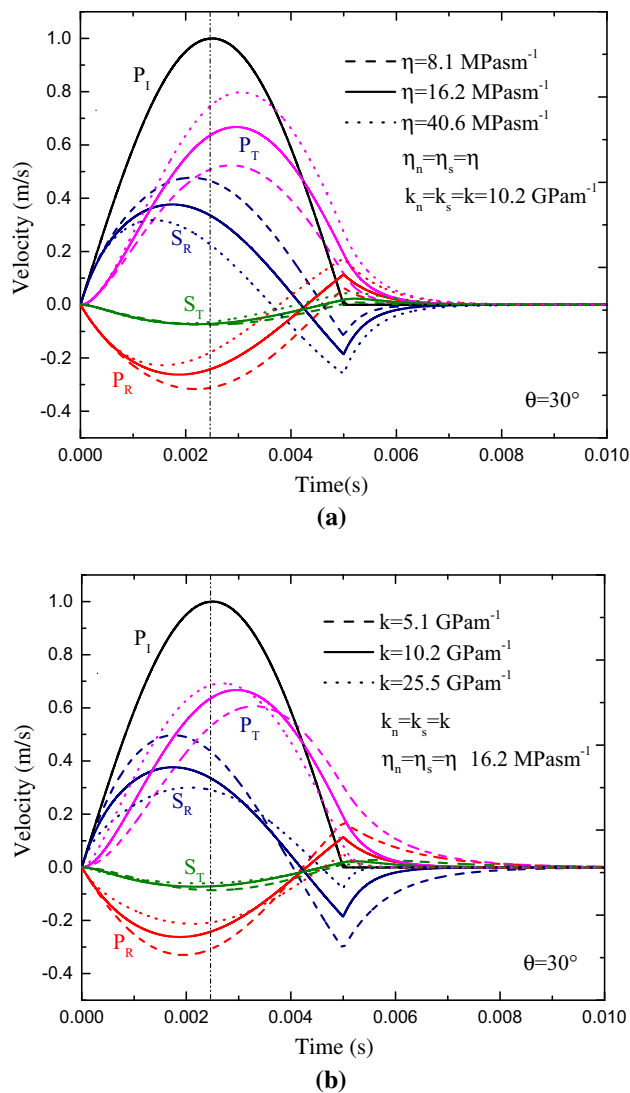 1.0
0.8
0.6
0.4
0.2
0.0
-0.2
-0.4
Velocity (m/s)
P_I
P_T
S_R
S_T
P_R
η=8.1 MPasm⁻¹
η=16.2 MPasm⁻¹
η=40.6 MPasm⁻¹
η_n=η_s=η
k_n=k_s=k=10.2 GPam⁻¹
θ=30°
0.000 0.002 0.004 0.006 0.008 0.010
Time(s)
(a)
1.0
0.8
0.6
0.4
0.2
0.0
-0.2
-0.4
Velocity (m/s)
P_I
P_T
S_R
S_T
P_R
k=5.1 GPam⁻¹
k=10.2 GPam⁻¹
k=25.5 GPam⁻¹
k_n=k_s=k
η_n=η_s=η 16.2 MPasm⁻¹
θ=30°
0.000 0.002 0.004 0.006 0.008 0.010
Time (s)
(b)